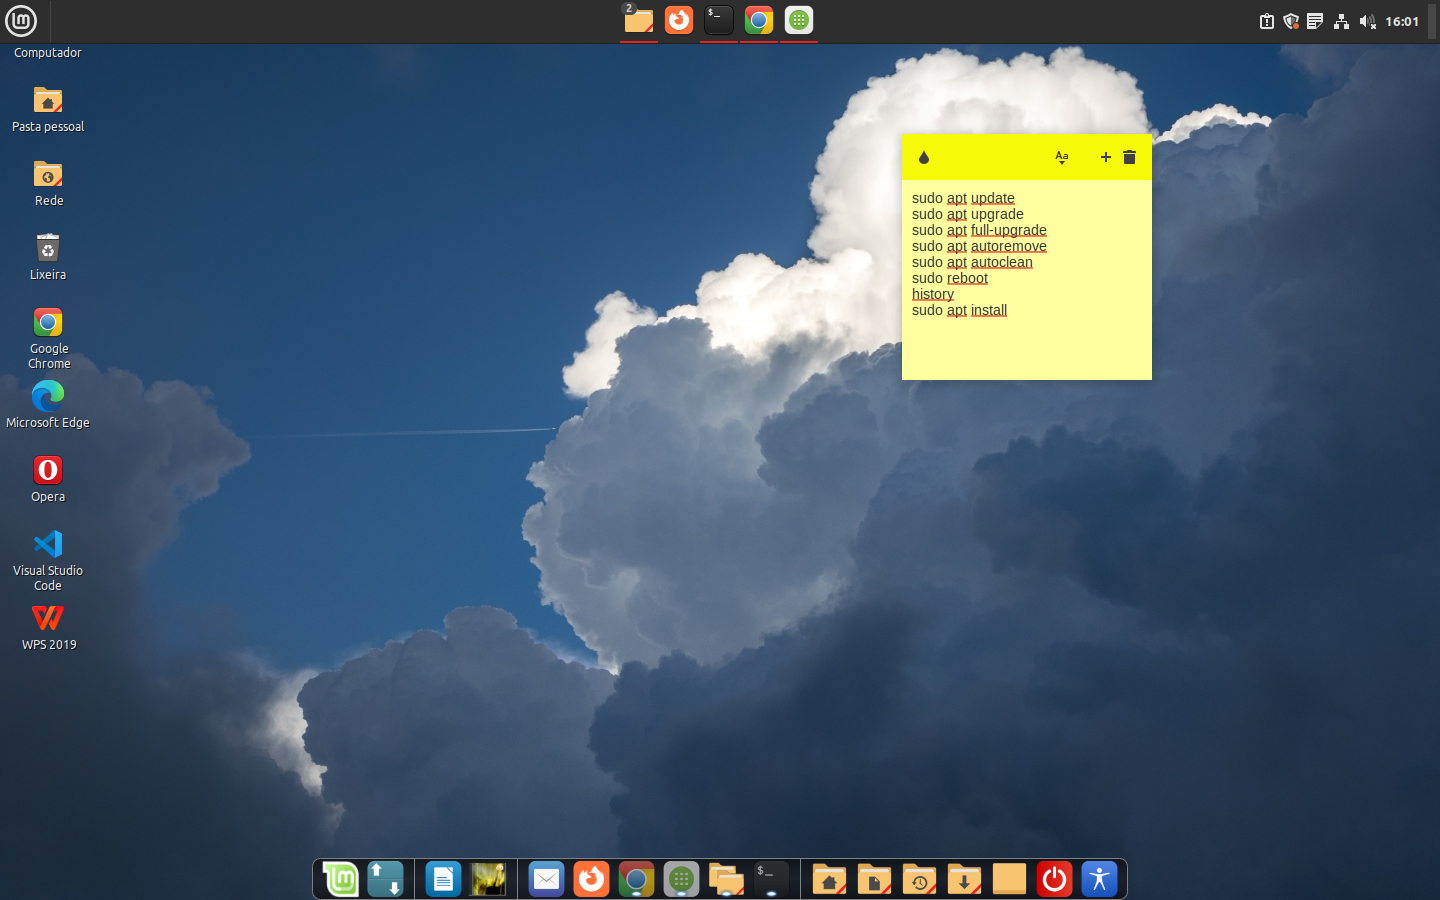 2
$_
16:01
Computador
Pasta pessoal
Rede
Lixeira
Google
Chrome
Microsoft Edge
Opera
Visual Studio
Code
WPS 2019
Aa
sudo apt update
sudo apt upgrade
sudo apt full-upgrade
sudo apt autoremove
sudo apt autoclean
sudo reboot
history
sudo apt install
$_